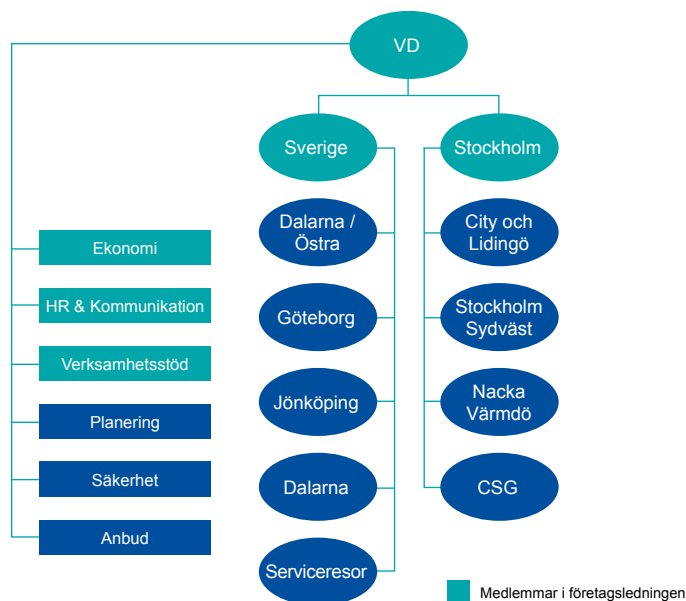 VD
Sverige
Stockholm
Dalarna /
Östra
City och
Lidingö
Ekonomi
HR & Kommunikation
Göteborg
Stockholm
Sydväst
Verksamhetsstöd
Planering
Jönköping
Nacka
Värmdö
Säkerhet
Dalarna
CSG
Anbud
Serviceresor
Medlemmar i företagsledningen